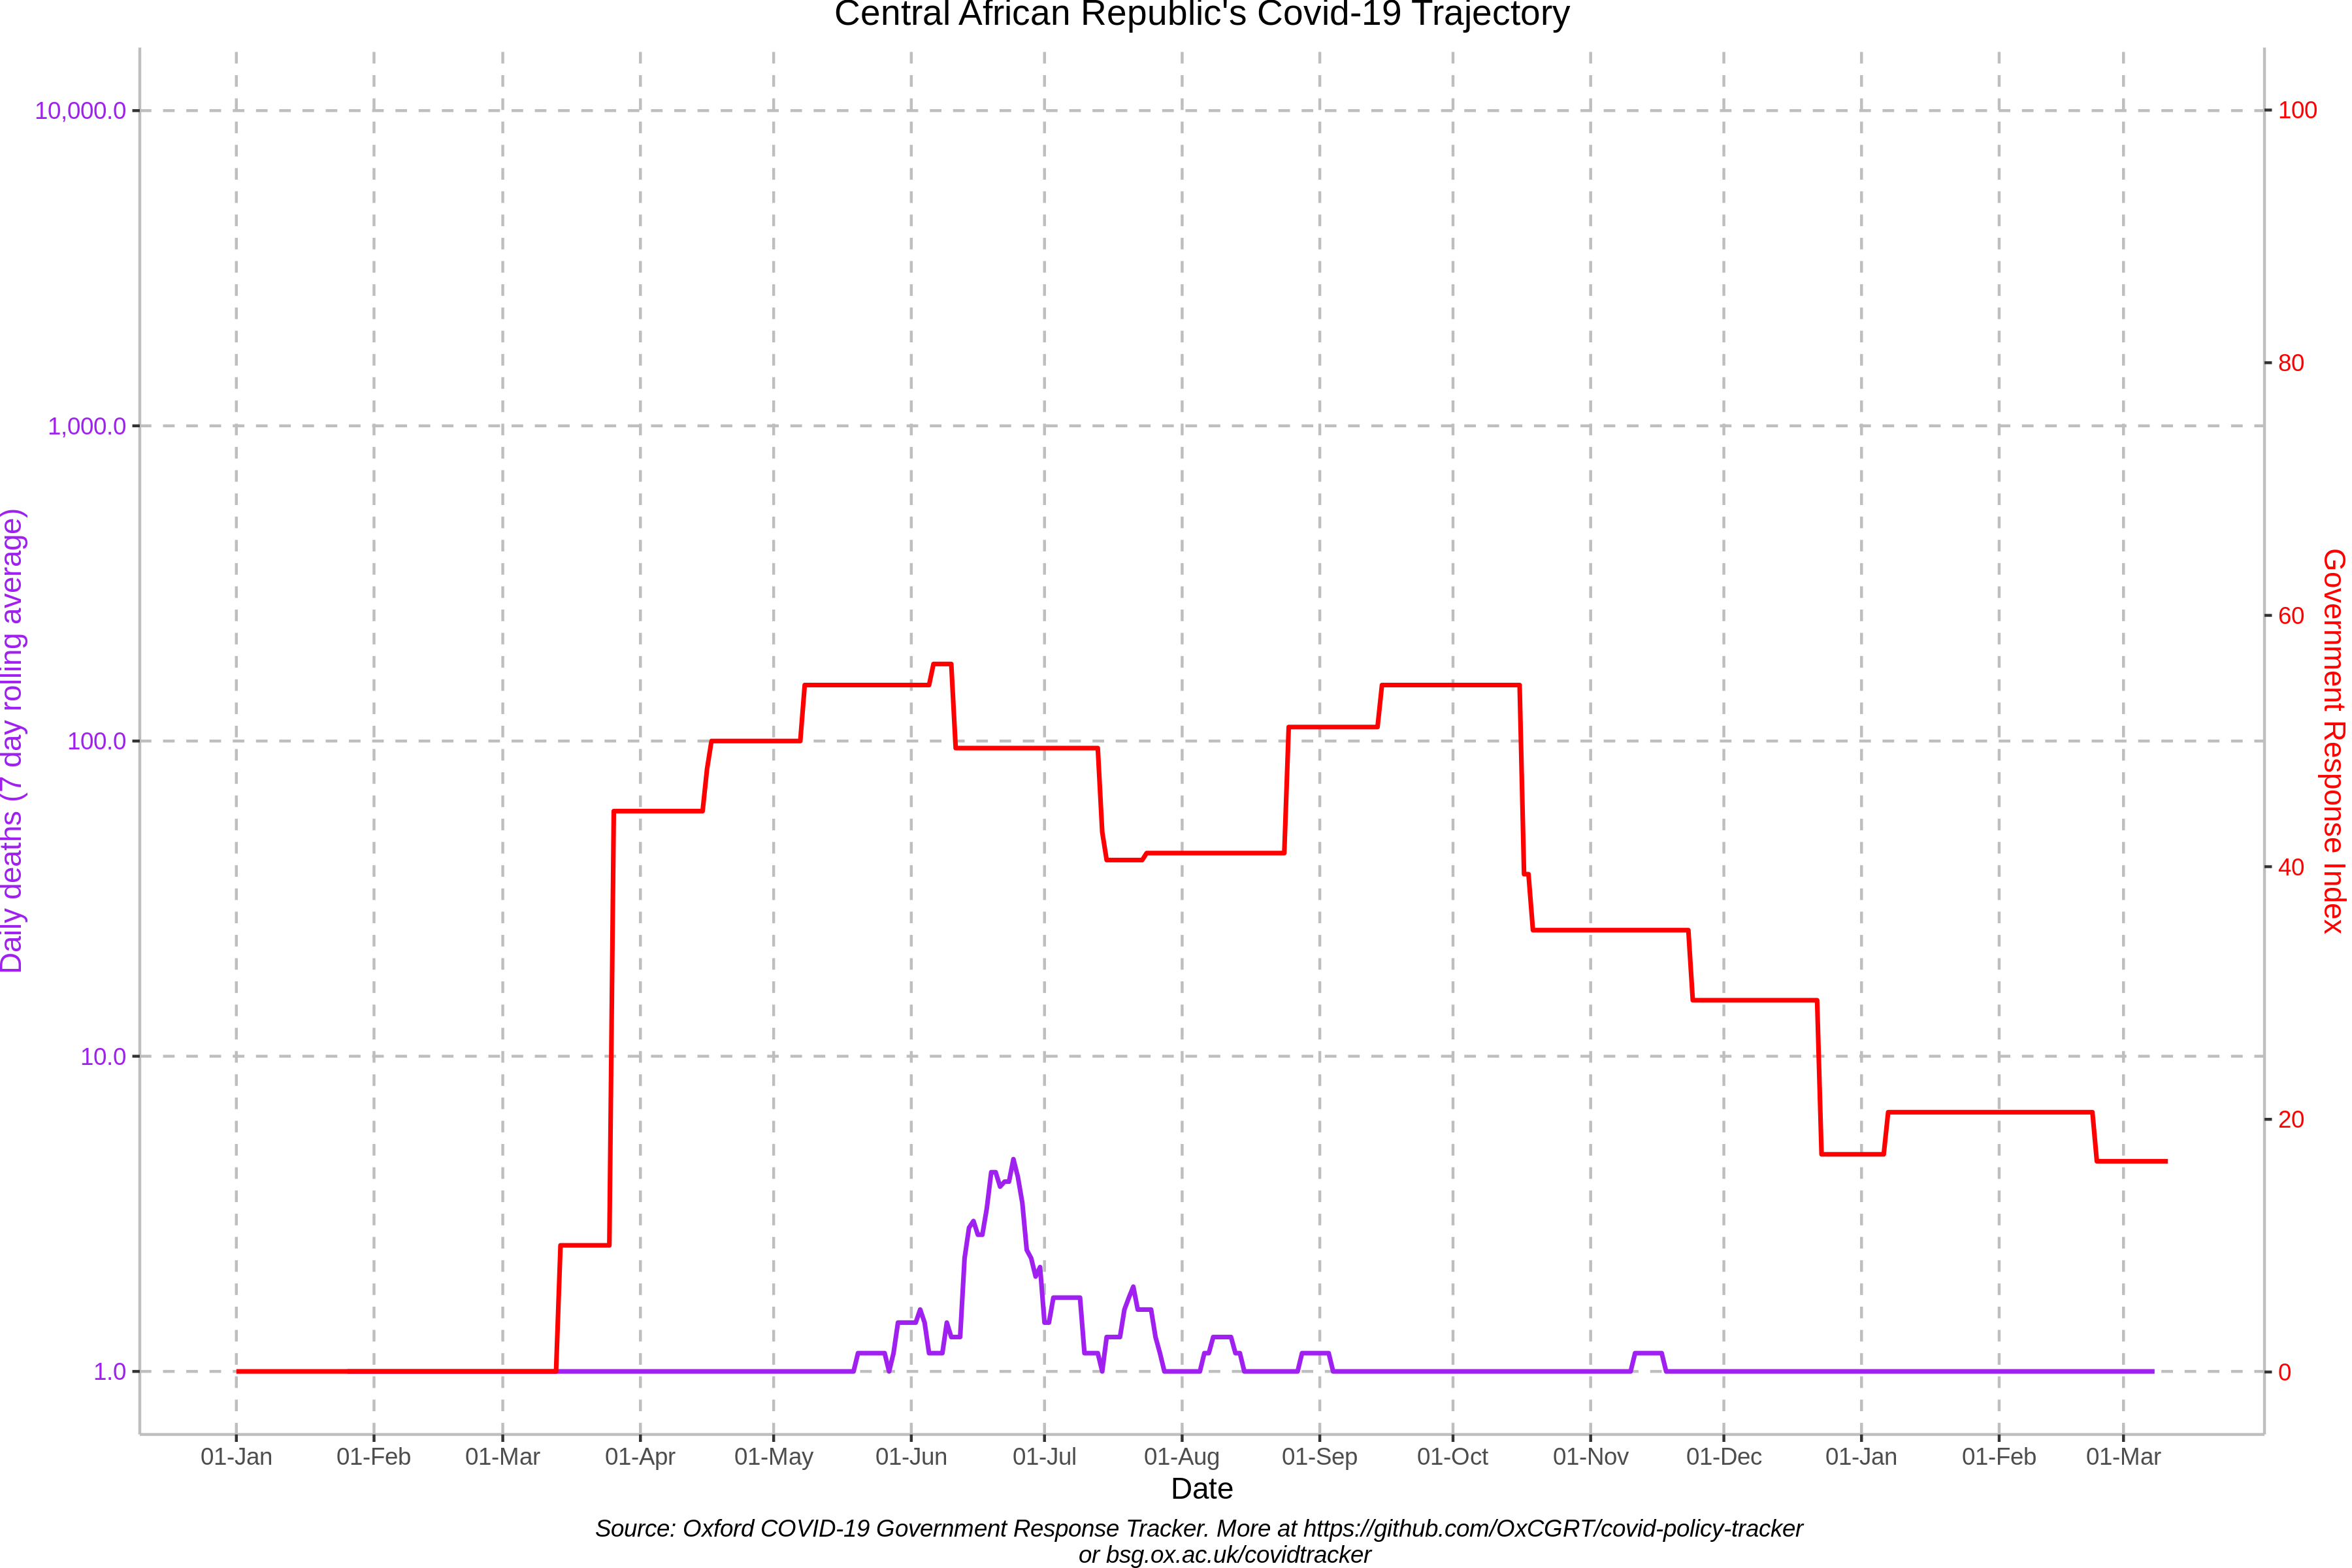 Central African Republic's Covid-19 Trajectory
10,000.0
1,000.0
100.0
10.0
1.0
Daily deaths (7 day rolling average)
100
80
60
40
20
0
Government Response Index
01-Jan 01-Feb 01-Mar 01-Apr 01-May 01-Jun 01-Jul 01-Aug 01-Sep 01-Oct 01-Nov 01-Dec 01-Jan 01-Feb 01-Mar
Date
Source: Oxford COVID-19 Government Response Tracker. More at https://github.com/OxCGRT/covid-policy-tracker
or bsg.ox.ac.uk/covidtracker